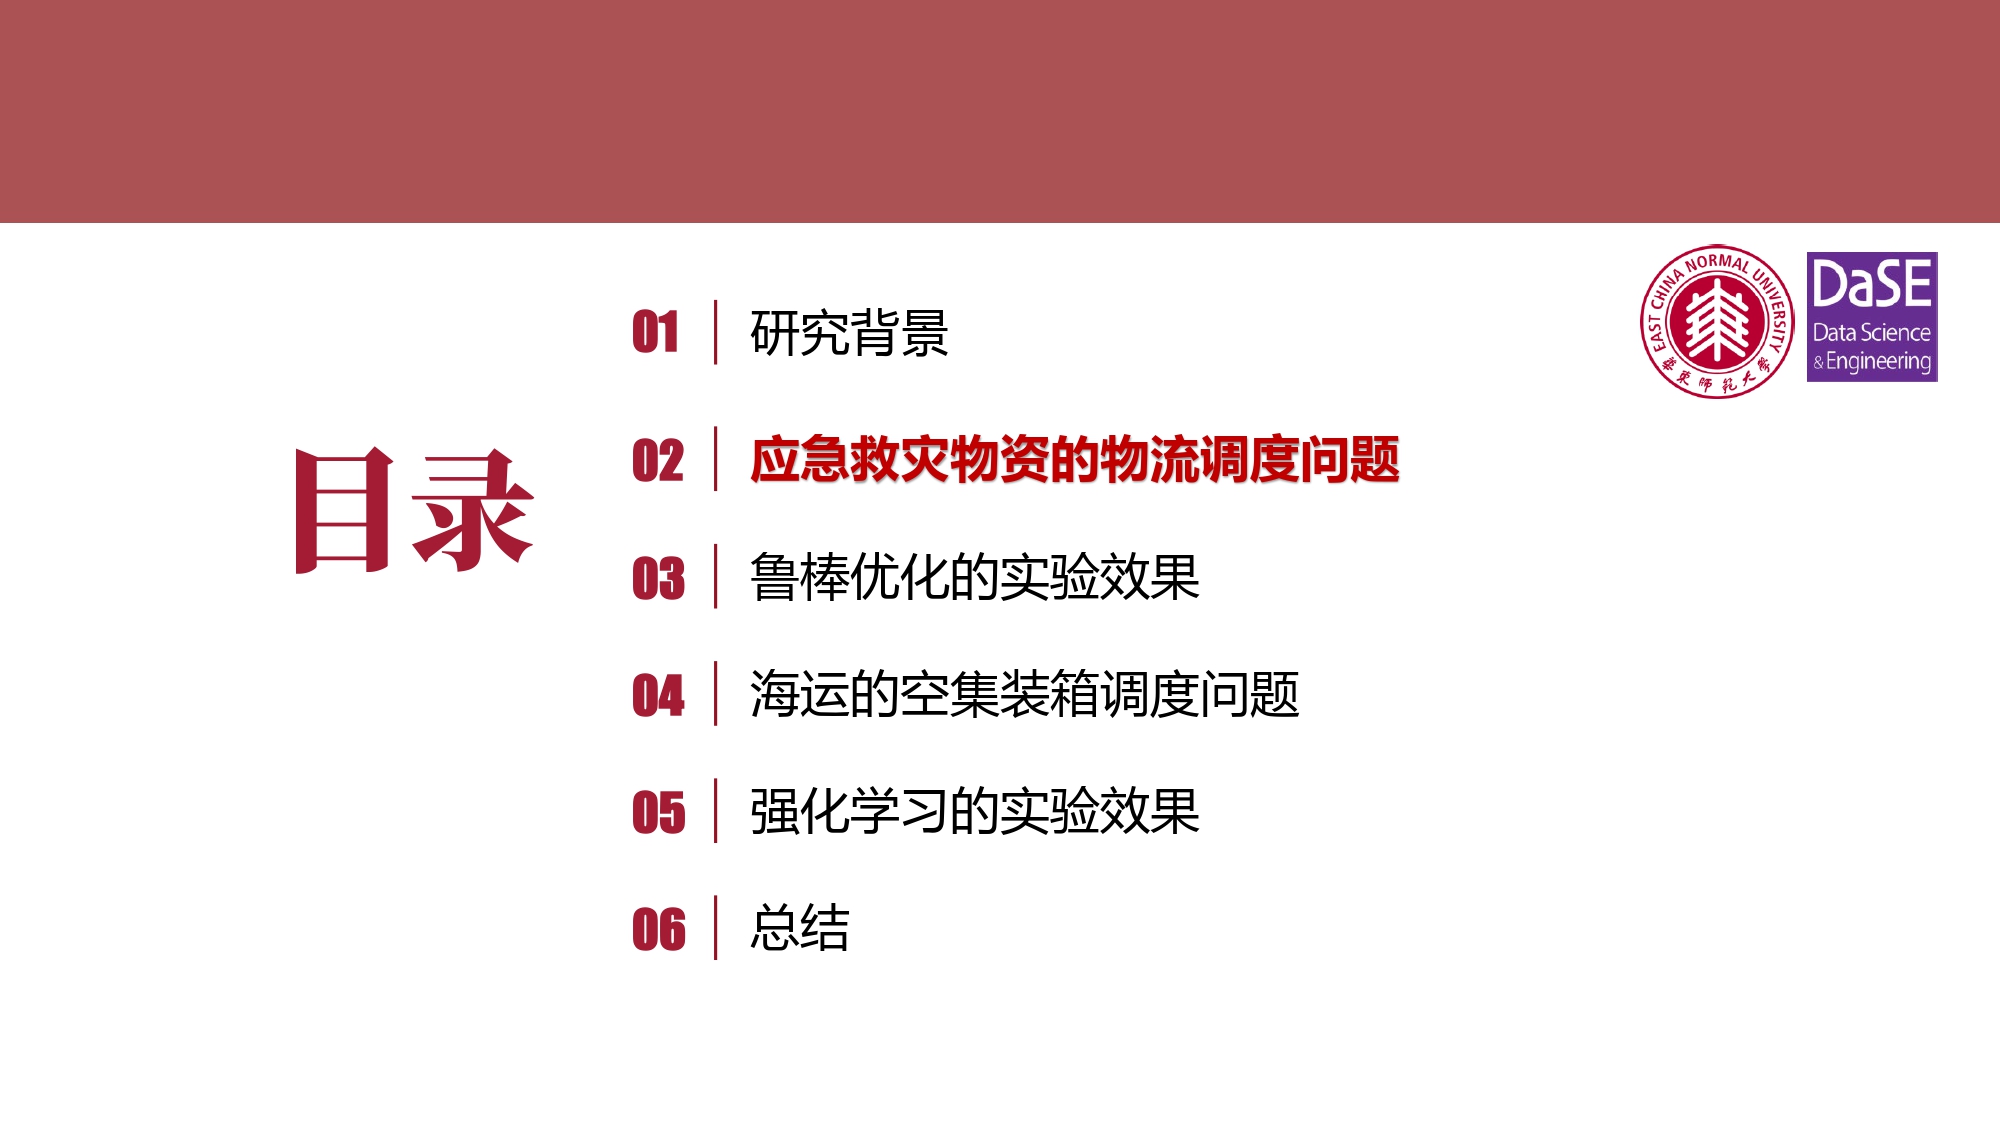 目录
01 研究背景
02 应急救灾物资的物流调度问题
03 鲁棒优化的实验效果
04 海运的空集装箱调度问题
05 强化学习的实验效果
06 总结
EAST CHINA NORMAL UNIVERSITY
華東師範大學
DaSE
Data Science
&Engineering